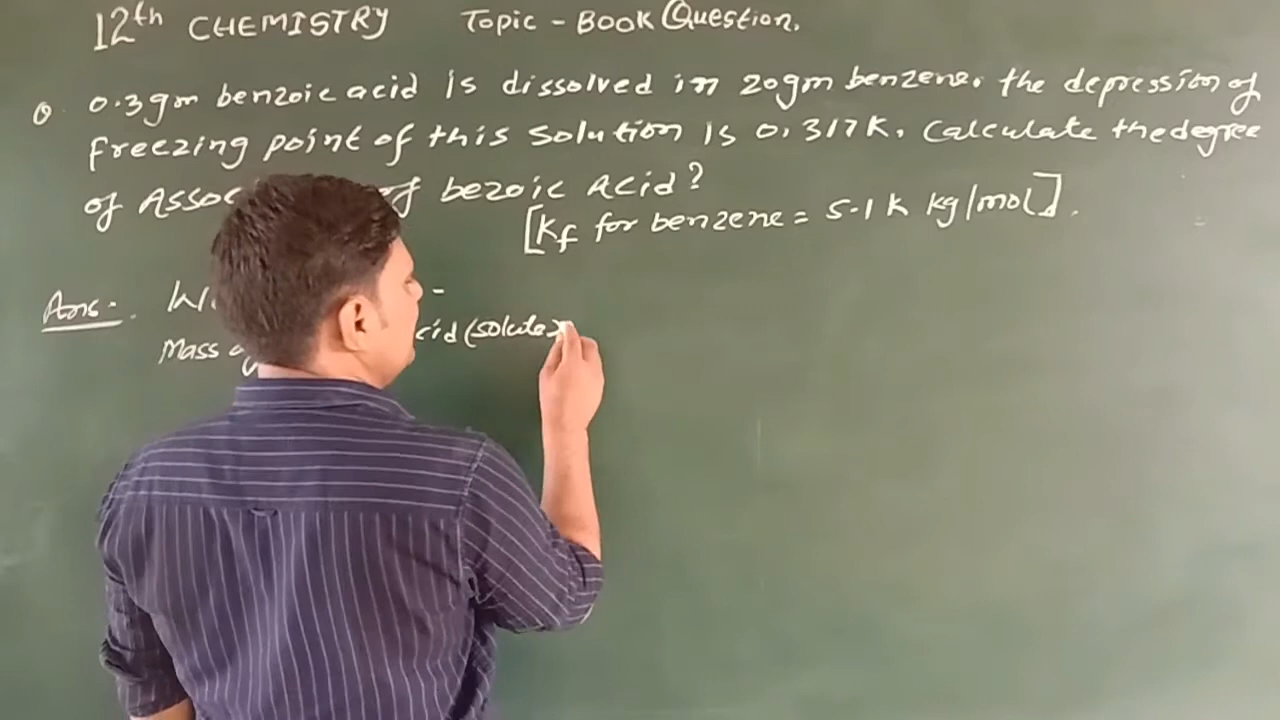 12th CHEMISTRY Topic - Book Question.
Q. 0.3gm benzoic acid is dissolved in 20gm benzene. the depression of
freezing point of this solution is 0.317K. Calculate the degree
of Assoc of bezoic Acid?
[Kf for benzene = 5.1 K kg/mol].
Ans:-
Mass cid (solute)